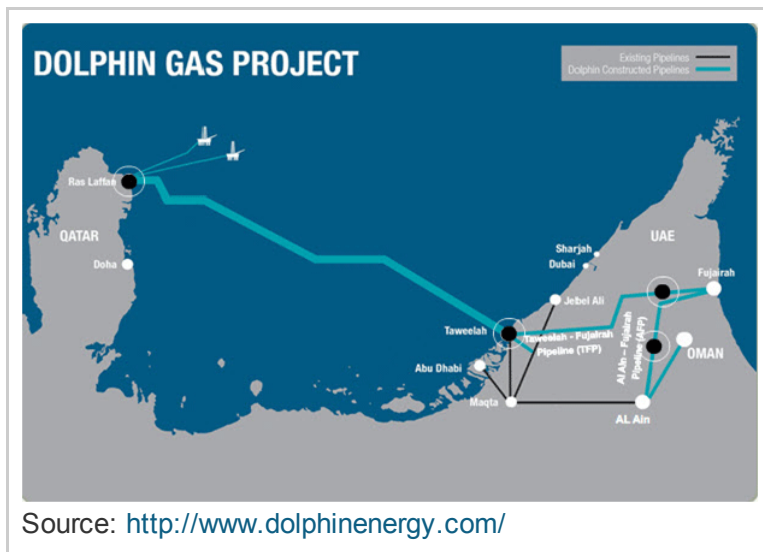 DOLPHIN GAS PROJECT
Existing Pipelines
Dolphin Constructed Pipelines
Ras Laffan
QATAR
Doha
Sharjah
Dubai
UAE
Fujairah
Jebel Ali
Taweelah
Taweelah - Fujairah
Pipeline (TFP)
Al Ain – Fujairah
Pipeline (AFP)
OMAN
Abu Dhabi
Maqta
AL Ain
Source: http://www.dolphinenergy.com/